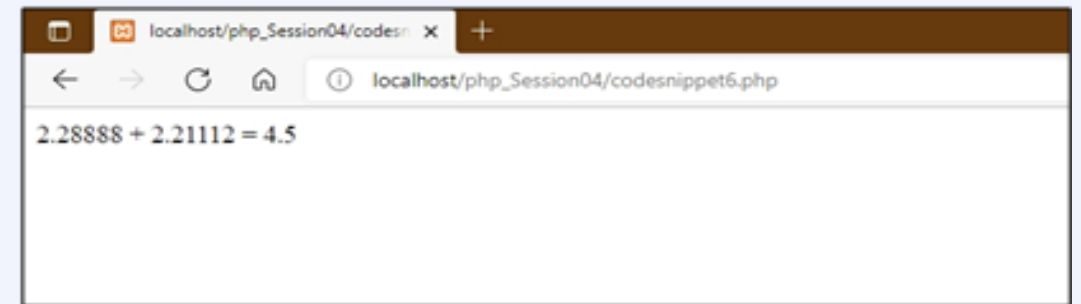 localhost/php_Session04/codesn
localhost/php_Session04/codesnippet6.php
2.28888 + 2.21112 = 4.5